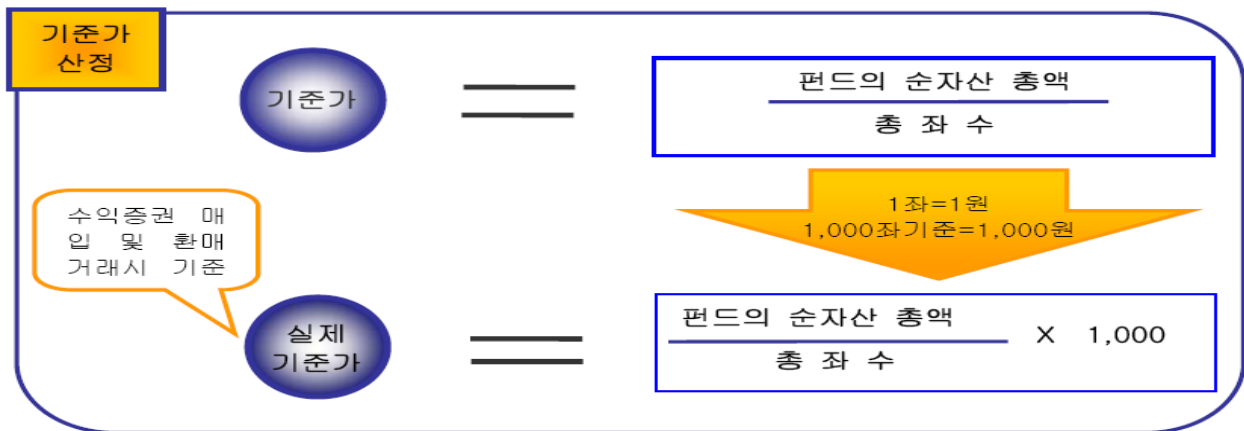 기준가
산정
기준가
펀드의 순자산 총액
총 좌 수
1좌=1원
1,000좌기준=1,000원
수익증권 매
입 및 환매
거래시 기준
실제
기준가
펀드의 순자산 총액
총 좌 수
X 1,000